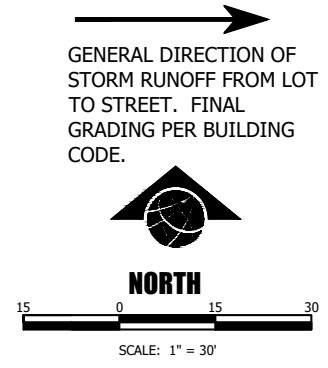 GENERAL DIRECTION OF
STORM RUNOFF FROM LOT
TO STREET.  FINAL
GRADING PER BUILDING
CODE.
NORTH
15 0 15 30
SCALE:  1" = 30'